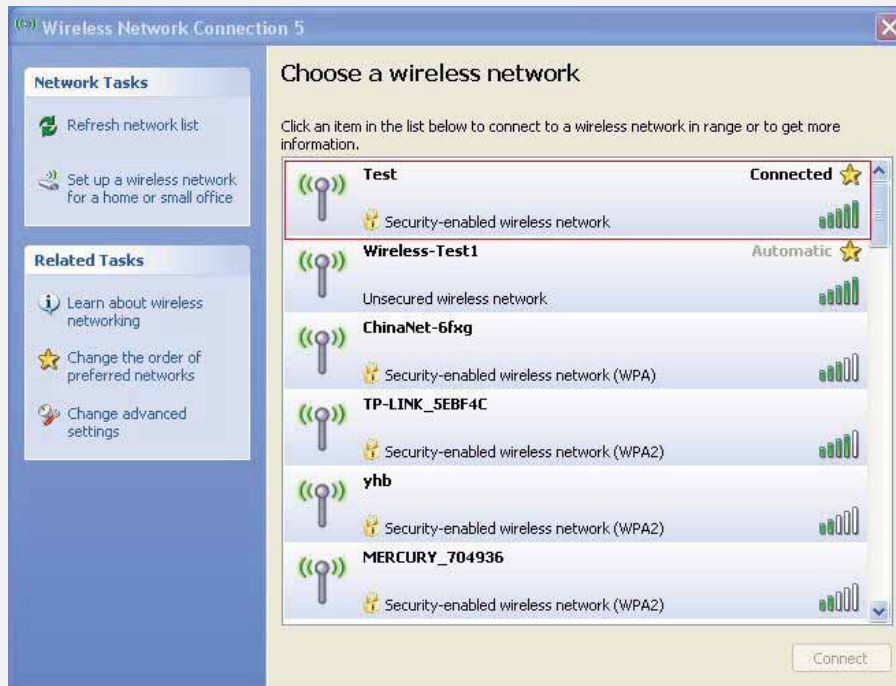 Wireless Network Connection 5
Network Tasks
Refresh network list
Set up a wireless network
for a home or small office
Related Tasks
Learn about wireless
networking
Change the order of
preferred networks
Change advanced
settings
Choose a wireless network
Click an item in the list below to connect to a wireless network in range or to get more
information.
Test Connected
Security-enabled wireless network
Wireless-Test1 Automatic
Unsecured wireless network
ChinaNet-6fxg
Security-enabled wireless network (WPA)
TP-LINK_5EBF4C
Security-enabled wireless network (WPA2)
yhb
Security-enabled wireless network (WPA2)
MERCURY_704936
Security-enabled wireless network (WPA2)
Connect